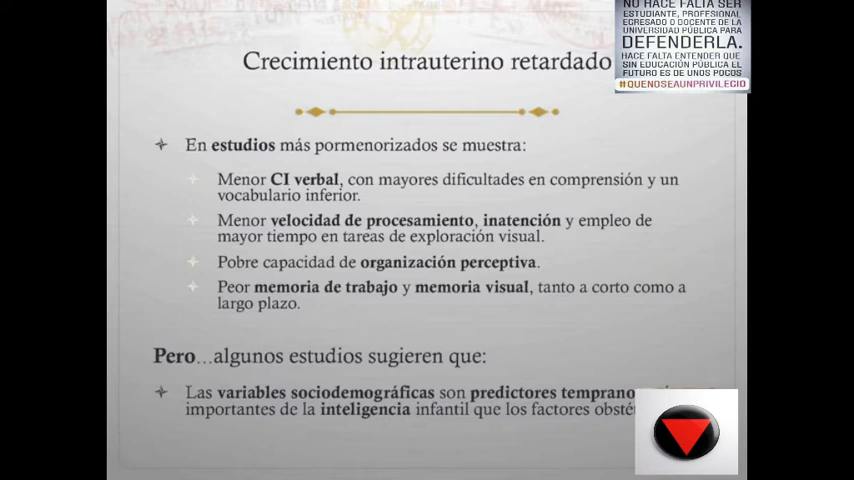 NO HACE FALTA SER
ESTUDIANTE, PROFESIONAL,
EGRESADO O DOCENTE DE LA
UNIVERSIDAD PÚBLICA PARA
DEFENDERLA.
HACE FALTA ENTENDER QUE
SIN EDUCACIÓN PÚBLICA EL
FUTURO ES DE UNOS POCOS
#QUENOSEAUNPRIVILEGIO
Crecimiento intrauterino retardado
En estudios más pormenorizados se muestra:
Menor CI verbal, con mayores dificultades en comprensión y un
vocabulario inferior.
Menor velocidad de procesamiento, inatención y empleo de
mayor tiempo en tareas de exploración visual.
Pobre capacidad de organización perceptiva.
Peor memoria de trabajo y memoria visual, tanto a corto como a
largo plazo.
Pero...algunos estudios sugieren que:
Las variables sociodemográficas son predictores
importantes de la inteligencia infantil que los factores